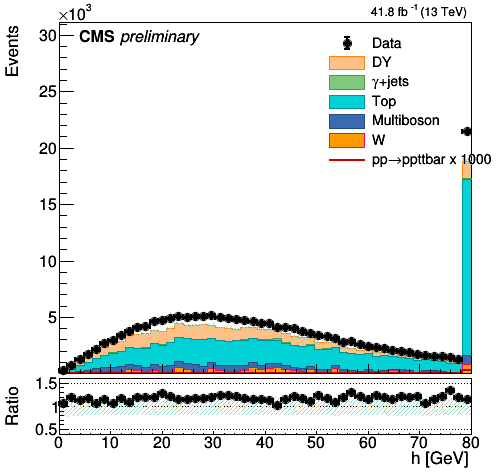 ×10³
41.8 fb⁻¹ (13 TeV)
CMS preliminary
Events
30
25
20
15
10
5
Data
DY
γ+jets
Top
Multiboson
W
pp→ppttbar x 1000
Ratio
1.5
1
0.5
0 10 20 30 40 50 60 70 80
h [GeV]